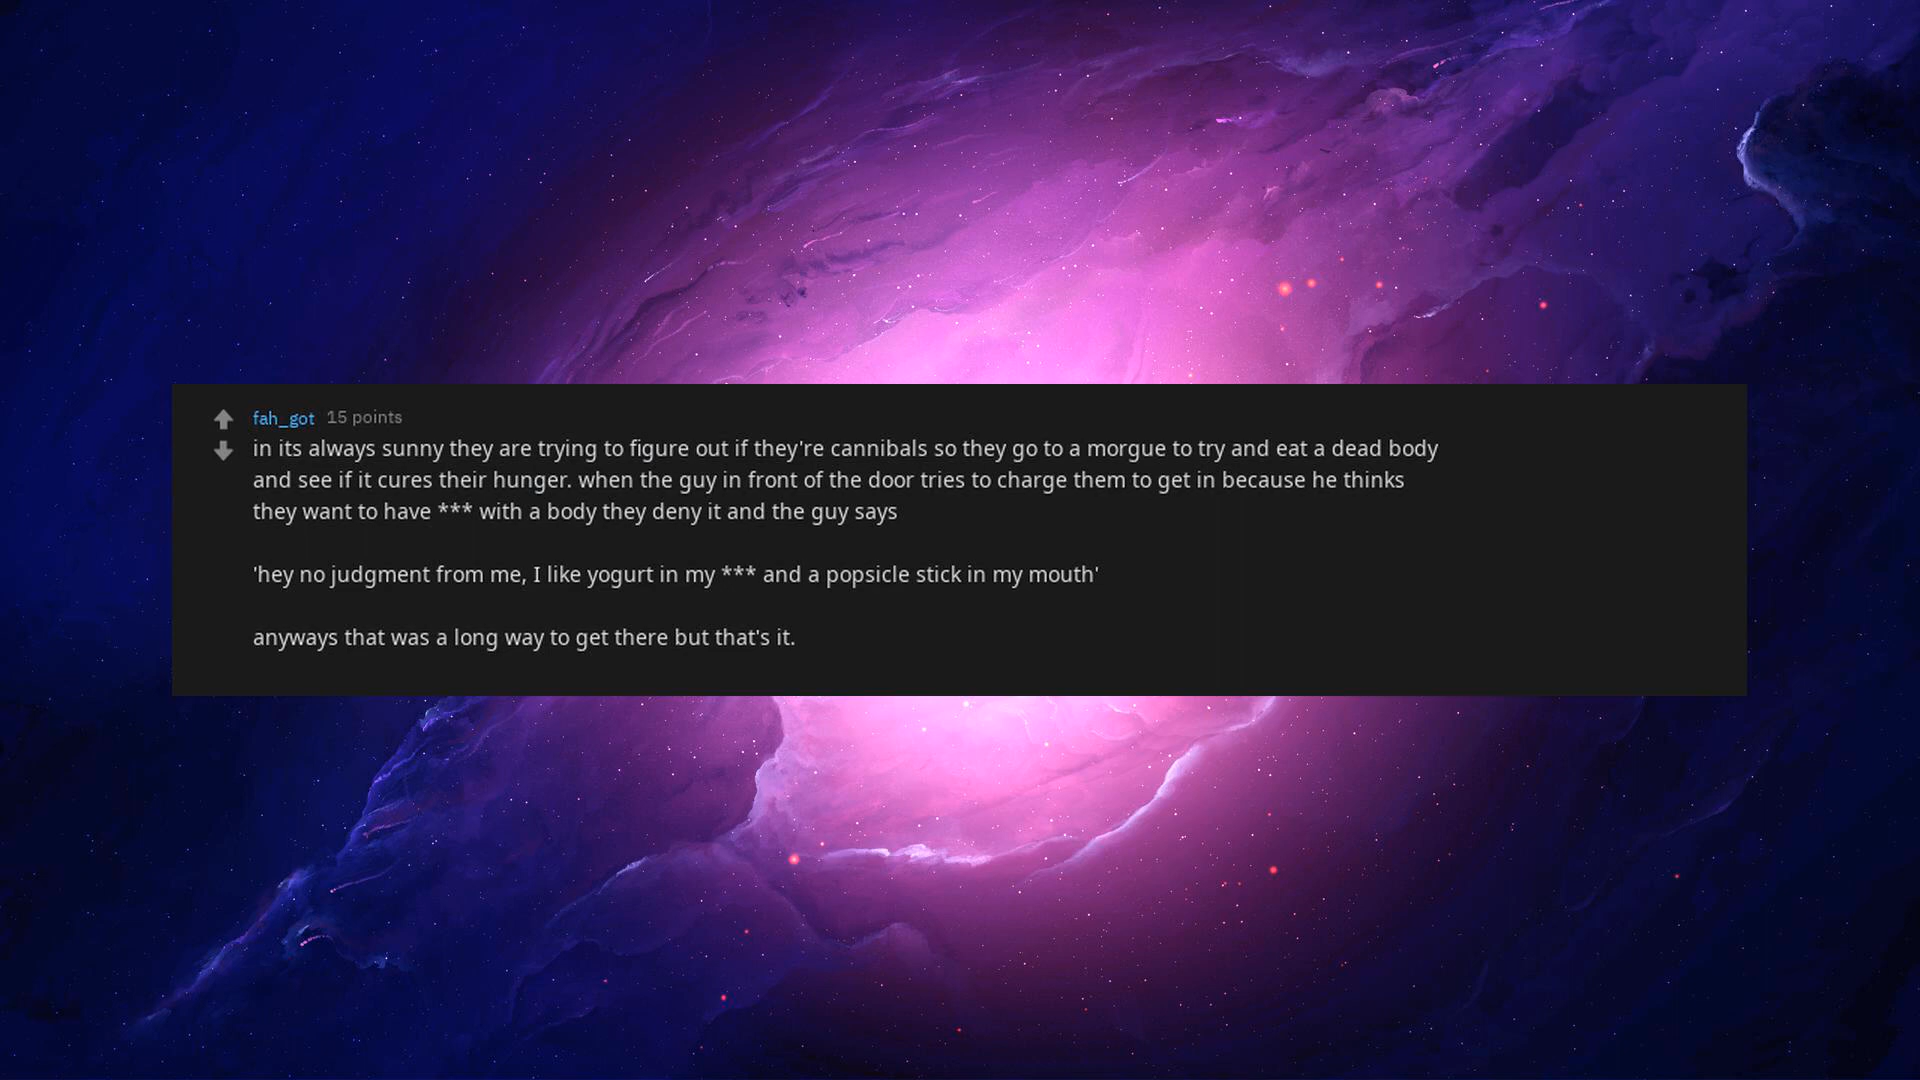 fah_got 15 points
in its always sunny they are trying to figure out if they're cannibals so they go to a morgue to try and eat a dead body
and see if it cures their hunger. when the guy in front of the door tries to charge them to get in because he thinks
they want to have *** with a body they deny it and the guy says
'hey no judgment from me, I like yogurt in my *** and a popsicle stick in my mouth'
anyways that was a long way to get there but that's it.